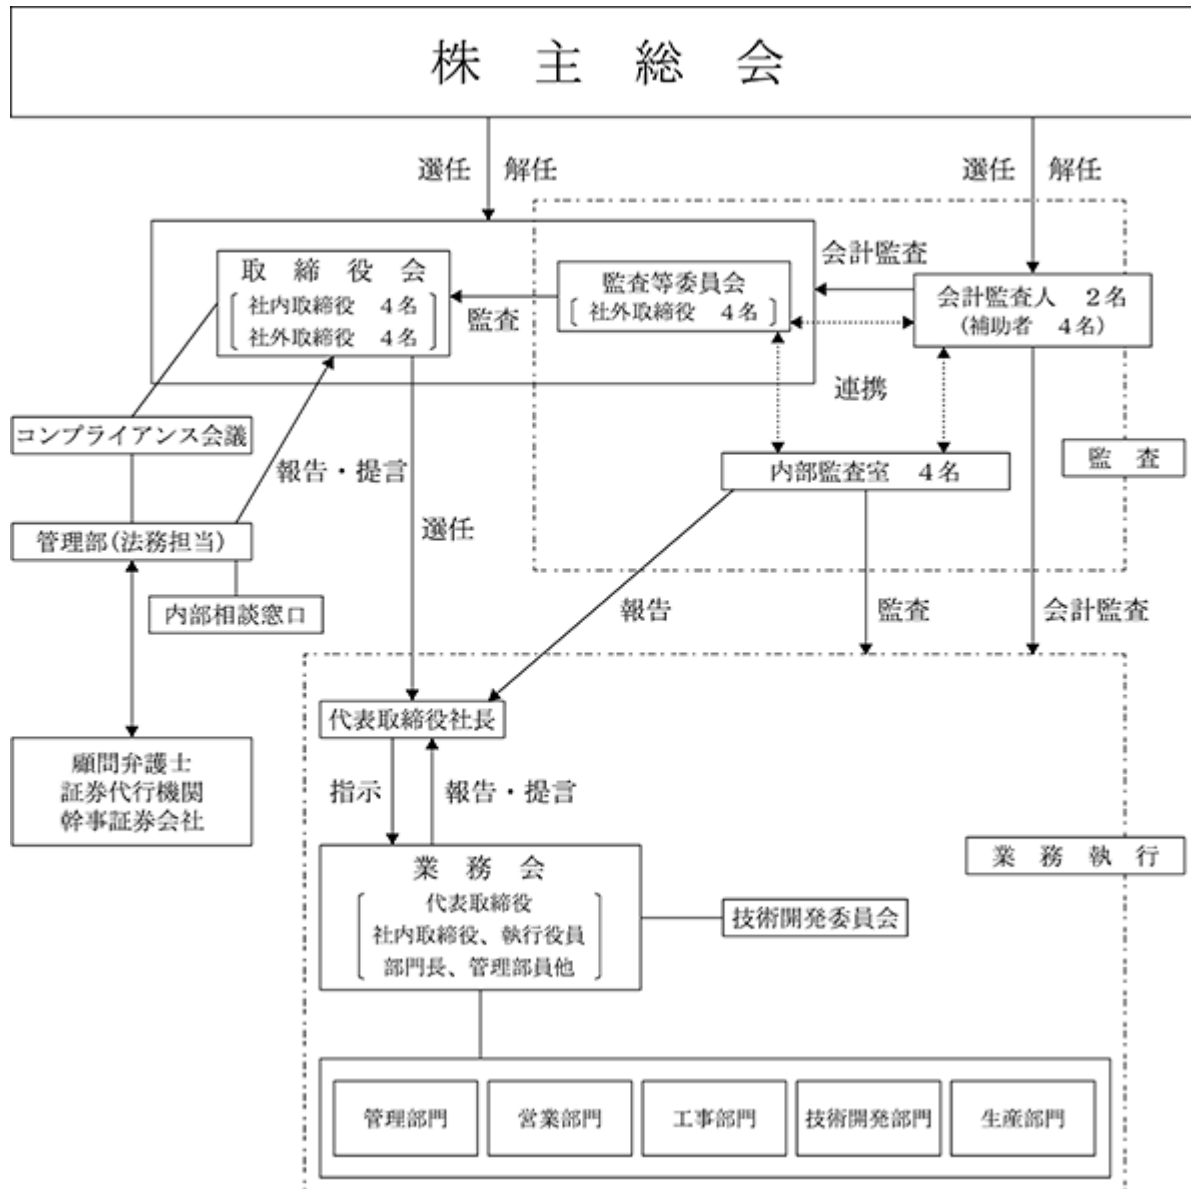 株主総会
選任 解任
選任 解任
取締役会
社内取締役 4名
社外取締役 4名
監査
監査等委員会
社外取締役 4名
会計監査
会計監査人 2名
(補助者 4名)
連携
コンプライアンス会議
報告・提言
内部監査室 4名
監査
管理部(法務担当)
選任
内部相談窓口
報告
監査
会計監査
代表取締役社長
顧問弁護士
証券代行機関
幹事証券会社
指示
報告・提言
業務会
代表取締役
社内取締役、執行役員
部門長、管理部員他
技術開発委員会
業務執行
管理部門
営業部門
工事部門
技術開発部門
生産部門